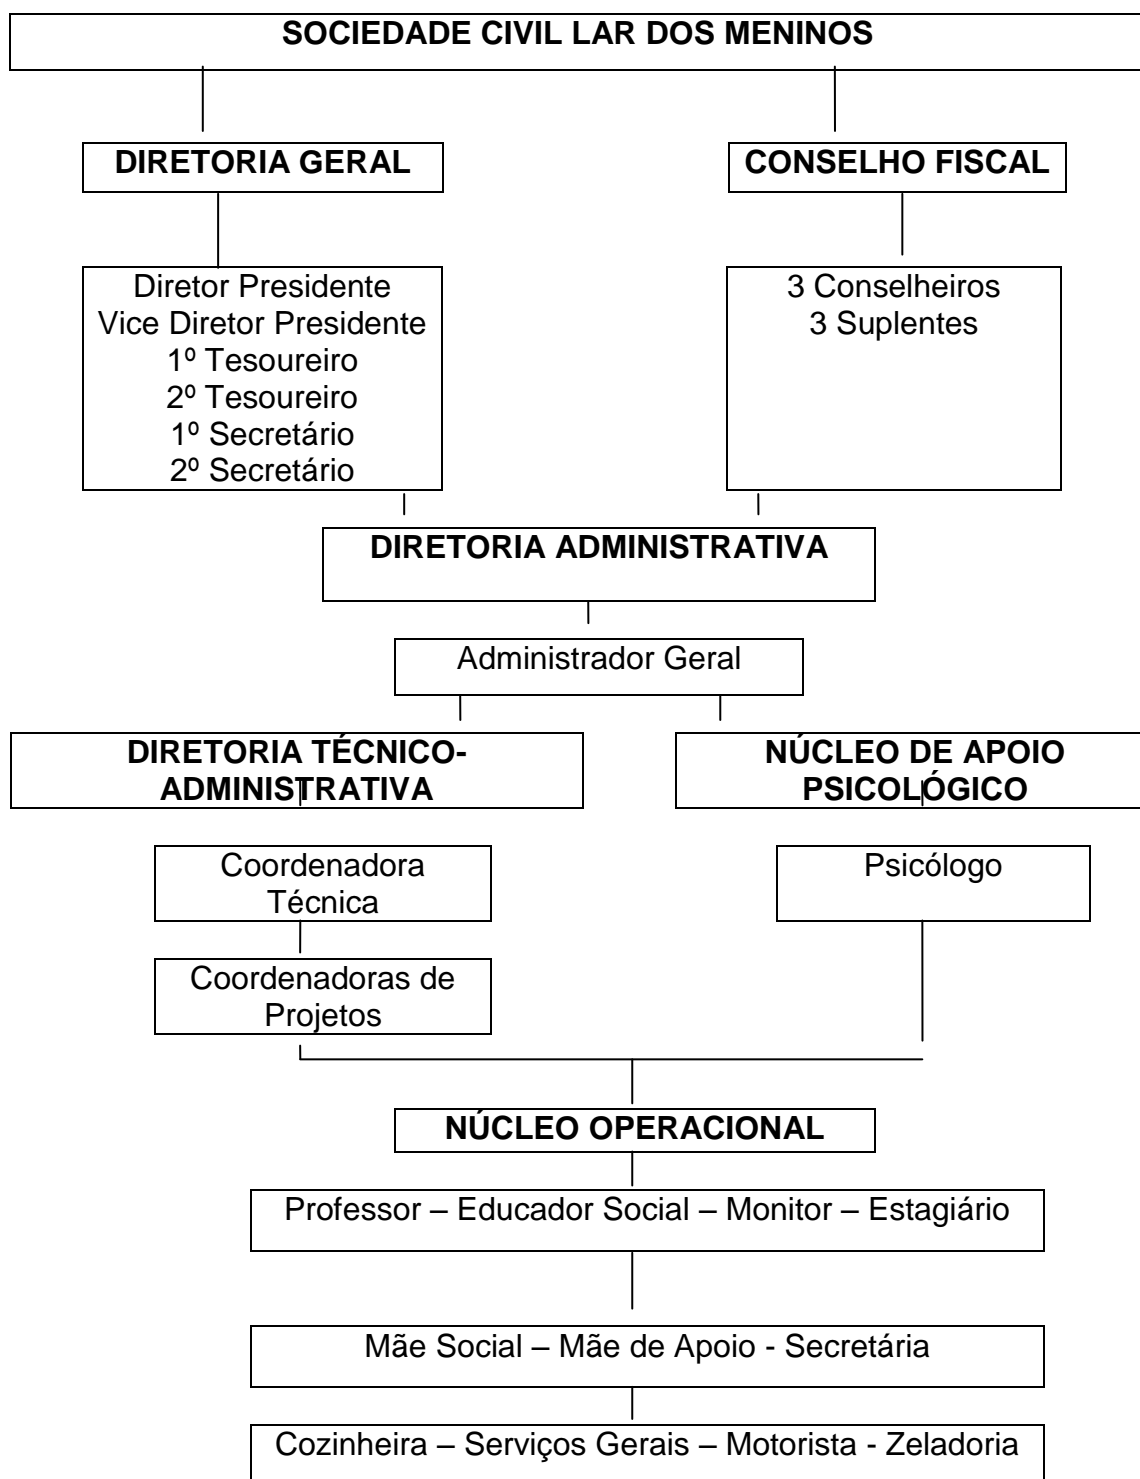 SOCIEDADE CIVIL LAR DOS MENINOS
DIRETORIA GERAL
CONSELHO FISCAL
Diretor Presidente
Vice Diretor Presidente
1º Tesoureiro
2º Tesoureiro
1º Secretário
2º Secretário
3 Conselheiros
3 Suplentes
DIRETORIA ADMINISTRATIVA
Administrador Geral
DIRETORIA TÉCNICO-
ADMINISTRATIVA
NÚCLEO DE APOIO
PSICOLÓGICO
Coordenadora
Técnica
Psicólogo
Coordenadoras de
Projetos
NÚCLEO OPERACIONAL
Professor – Educador Social – Monitor – Estagiário
Mãe Social – Mãe de Apoio - Secretária
Cozinheira – Serviços Gerais – Motorista - Zeladoria